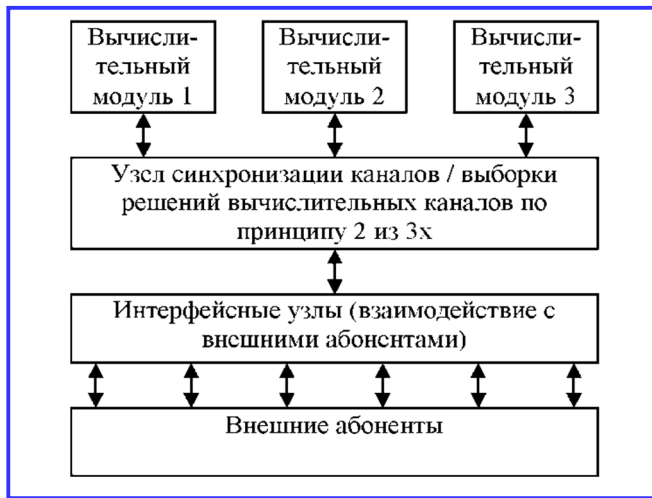 Вычисли-
тельный
модуль 1
Вычисли-
тельный
модуль 2
Вычисли-
тельный
модуль 3
Узел синхронизации каналов / выборки
решений вычислительных каналов по
принципу 2 из 3х
Интерфейсные узлы (взаимодействие с
внешними абонентами)
Внешние абоненты